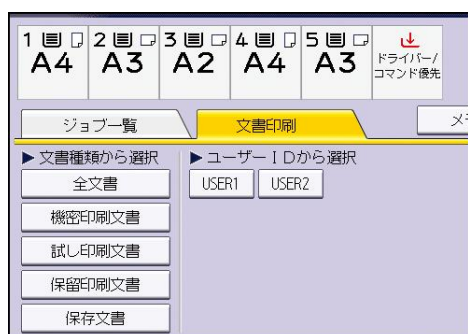 1 2 3 4 5
A4 A3 A2 A4 A3 ドライバー/
コマンド優先
ジョブ一覧 文書印刷
▶文書種類から選択 ▶ユーザーIDから選択
全文書 USER1 USER2
機密印刷文書
試し印刷文書
保留印刷文書
保存文書